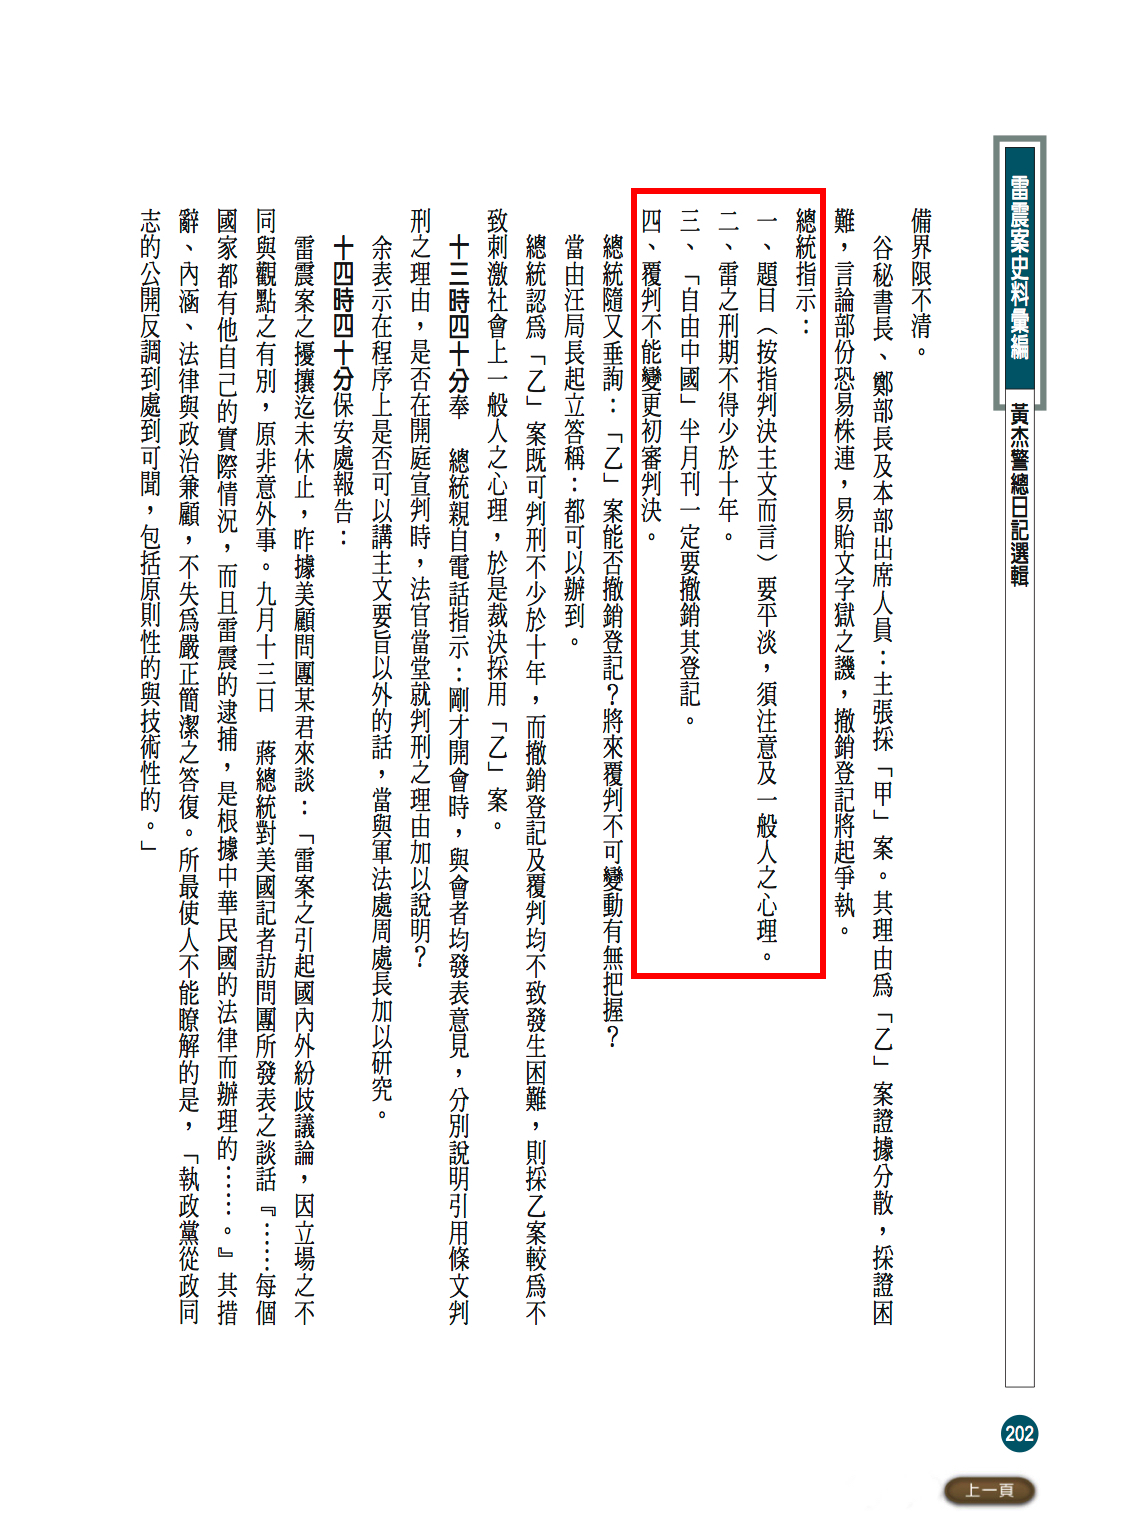 雷震案史料彙編
黃杰警總日記選輯
備界限不清。
谷秘書長、鄭部長及本部出席人員：主張採「甲」案。其理由為「乙」案證據分散，採證困
難，言論部份恐易株連，易貽文字獄之譏，撤銷登記將起爭執。
總統指示：
一、題目（按指判決主文而言）要平淡，須注意及一般人之心理。
二、雷之刑期不得少於十年。
三、「自由中國」半月刊一定要撤銷其登記。
四、覆判不能變更初審判決。
總統隨又垂詢：「乙」案能否撤銷登記？將來覆判不可變動有無把握？
當由汪局長起立答稱：都可以辦到。
總統認為「乙」案既可判刑不少於十年，而撤銷登記及覆判均不致發生困難，則採乙案較為不
致刺激社會上一般人之心理，於是裁決採用「乙」案。
十三時四十分奉　總統親自電話指示：剛才開會時，與會者均發表意見，分別說明引用條文判
刑之理由，是否在開庭宣判時，法官當堂就判刑之理由加以說明？
余表示在程序上是否可以講主文要旨以外的話，當與軍法處周處長加以研究。
十四時四十分保安處報告：
雷震案之擾攘迄未休止，昨據美顧問團某君來談：「雷案之引起國內外紛歧議論，因立場之不
同與觀點之有別，原非意外事。九月十三日　蔣總統對美國記者訪問團所發表之談話『……每個
國家都有他自己的實際情況，而且雷震的逮捕，是根據中華民國的法律而辦理的……。』其措
辭、內涵、法律與政治兼顧，不失為嚴正簡潔之答復。所最使人不能瞭解的是，「執政黨從政同
志的公開反調到處到可聞，包括原則性的與技術性的。」
202
上一頁